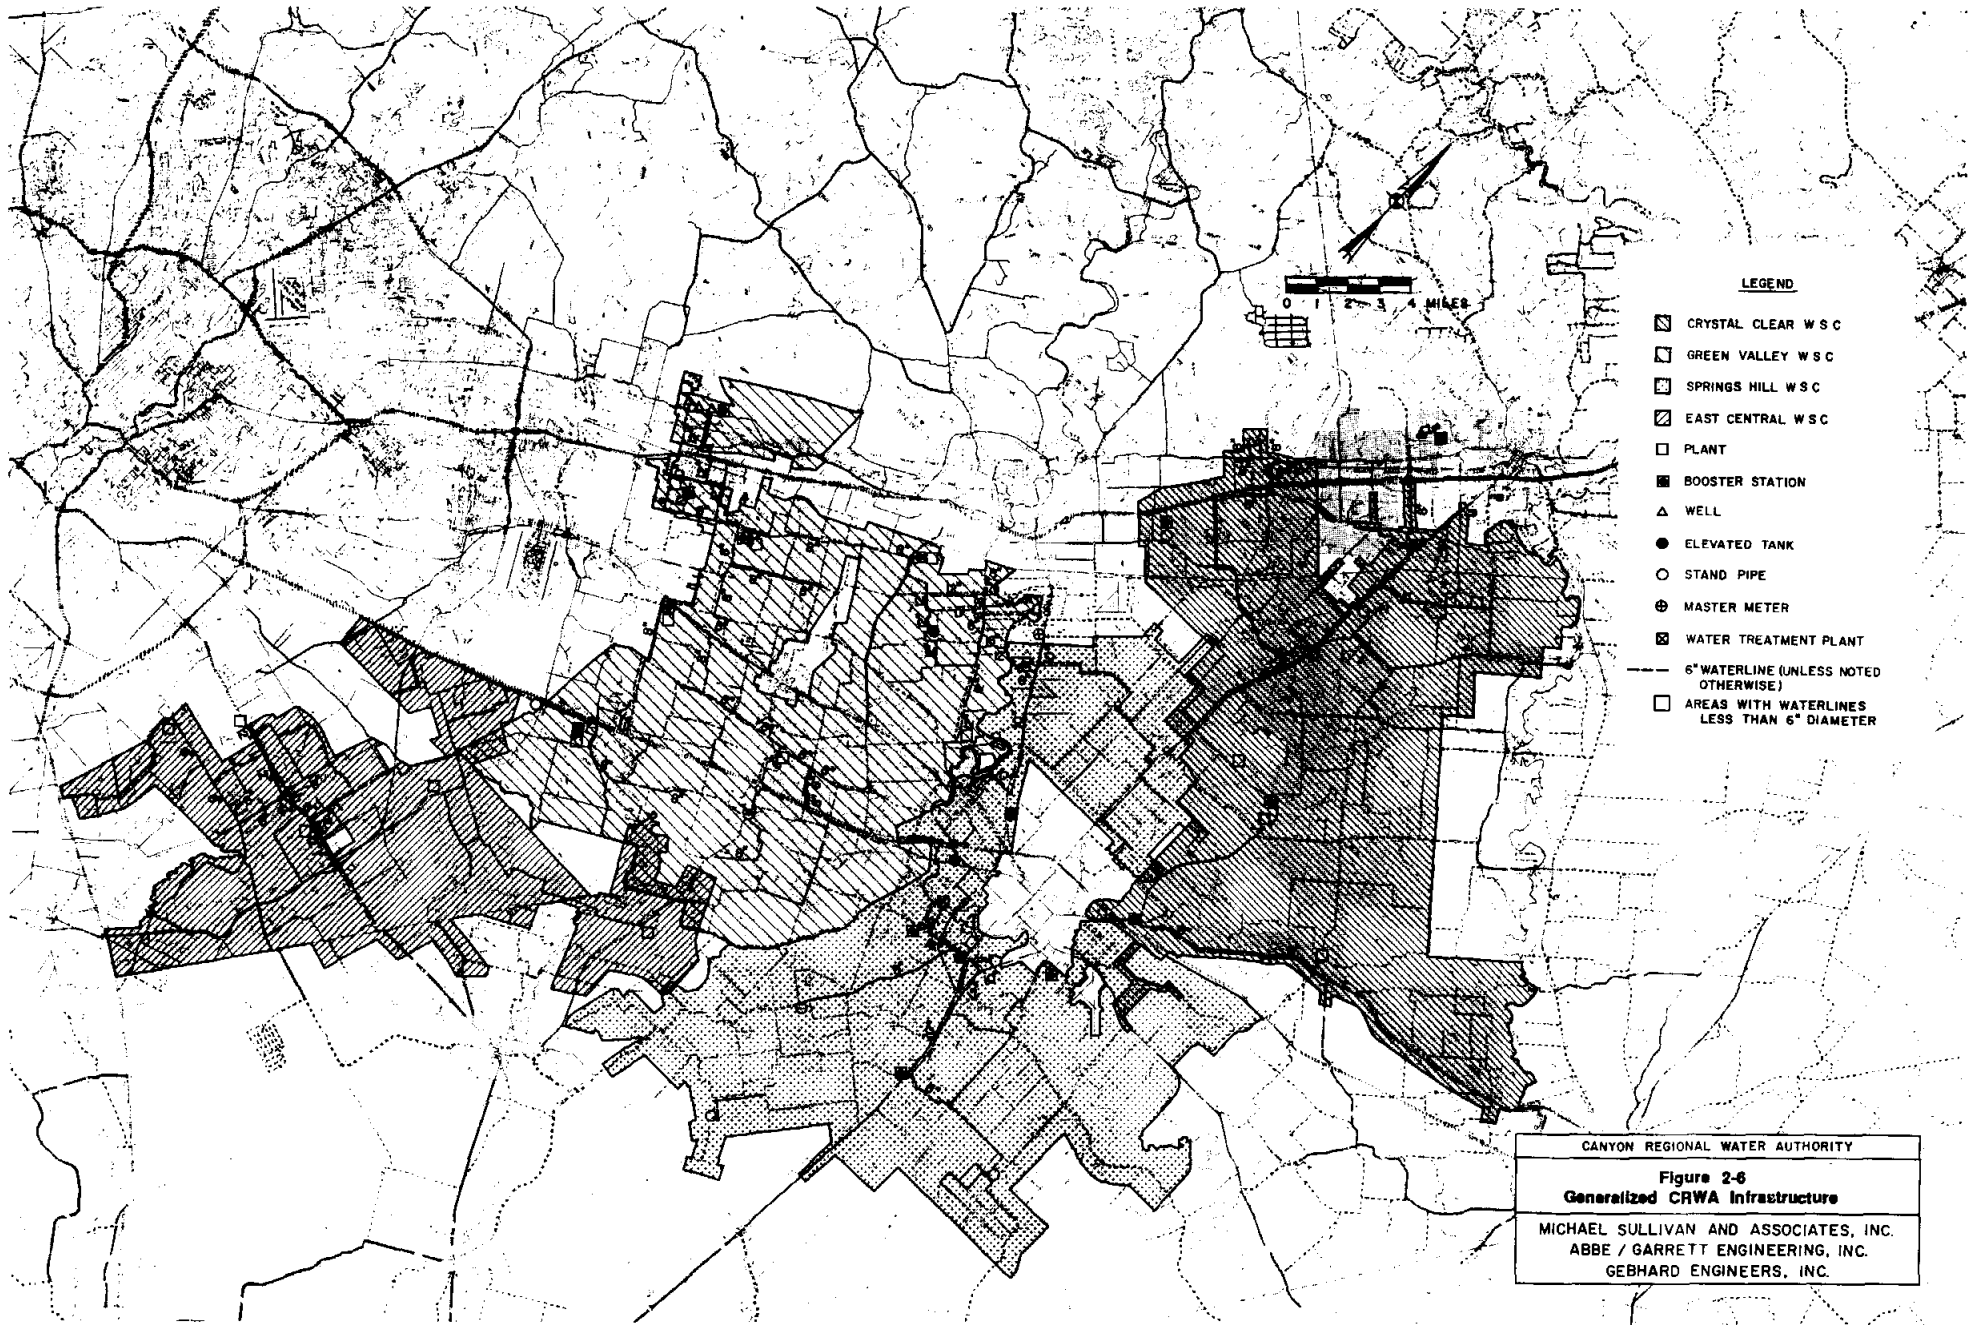 0 1 2 3 4 MILES
LEGEND
CRYSTAL CLEAR W S C
GREEN VALLEY W S C
SPRINGS HILL W S C
EAST CENTRAL W S C
PLANT
BOOSTER STATION
WELL
ELEVATED TANK
STAND PIPE
MASTER METER
WATER TREATMENT PLANT
6" WATERLINE (UNLESS NOTED
OTHERWISE)
AREAS WITH WATERLINES
LESS THAN 6" DIAMETER
CANYON REGIONAL WATER AUTHORITY
Figure 2-6
Generalized CRWA Infrastructure
MICHAEL SULLIVAN AND ASSOCIATES, INC.
ABBE / GARRETT ENGINEERING, INC.
GEBHARD ENGINEERS, INC.